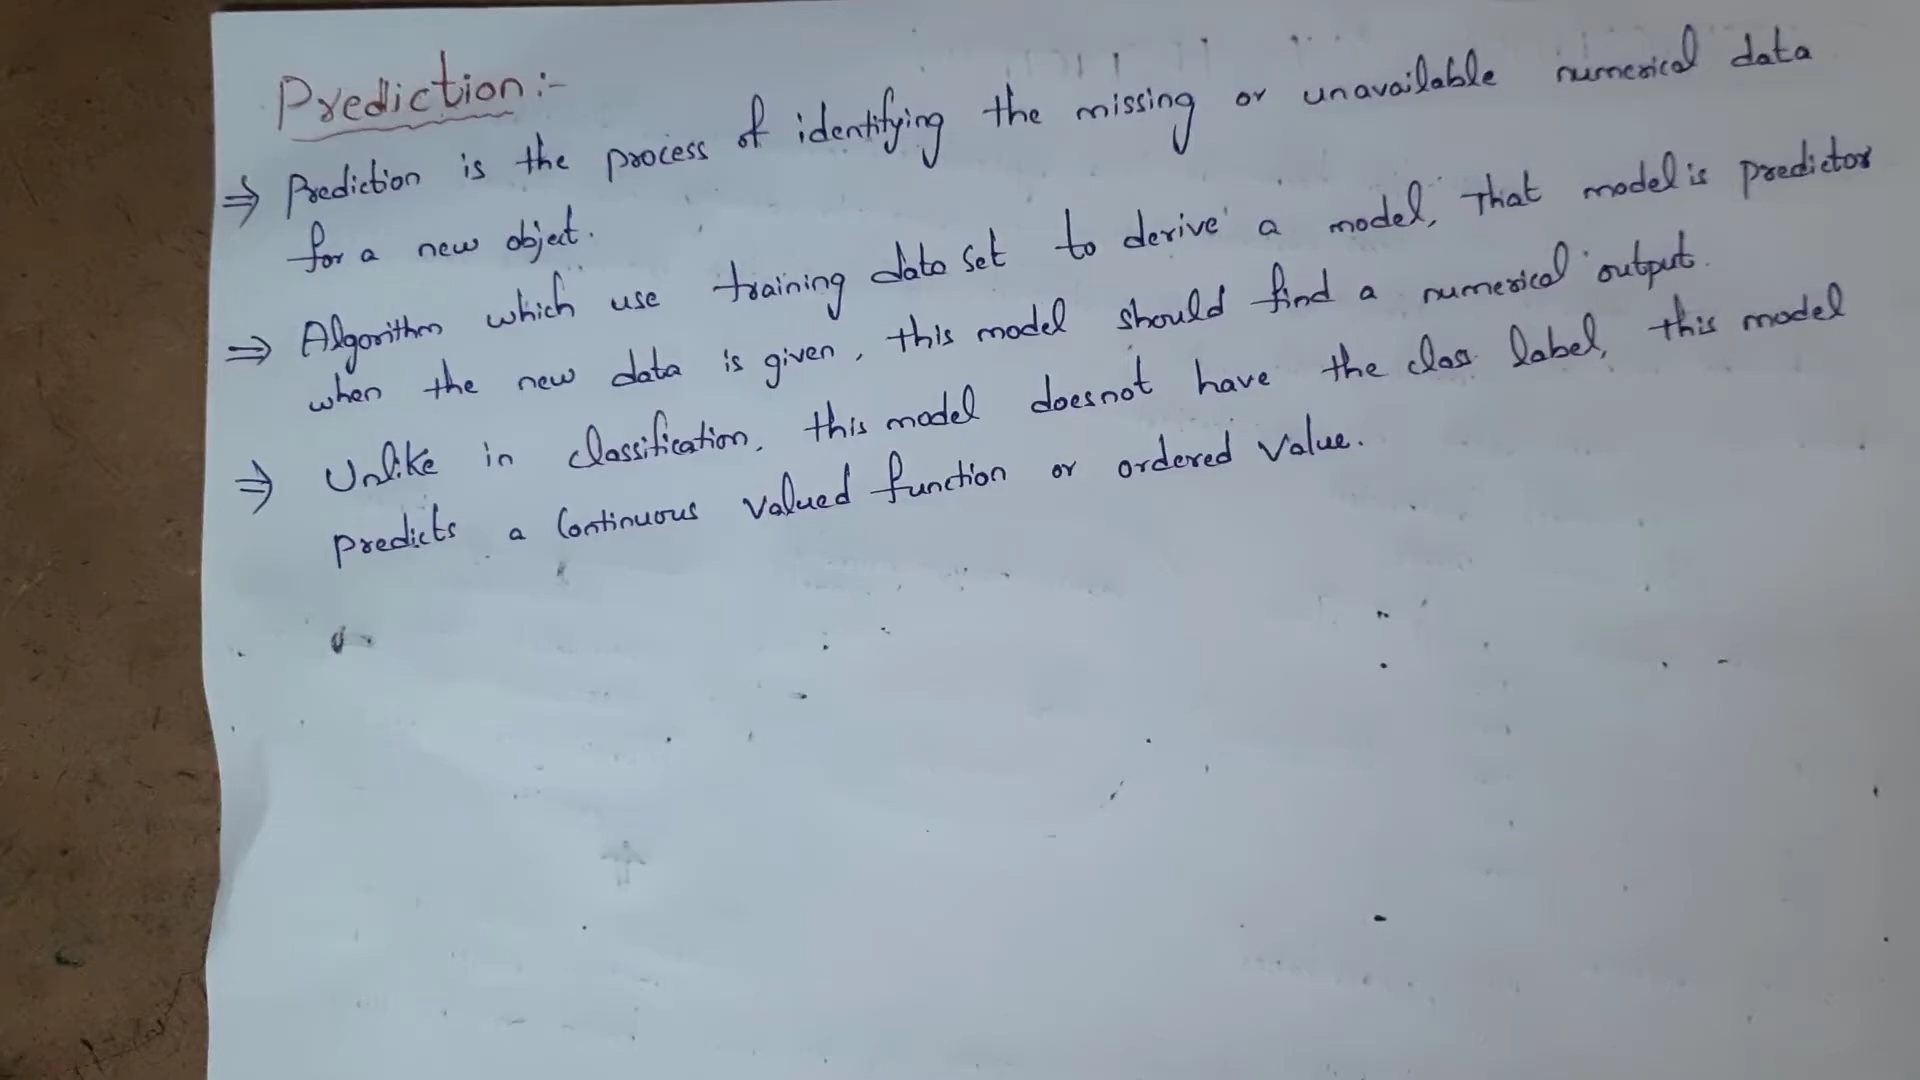 Prediction:-
⇒ Prediction is the process of identifying the missing or unavailable numerical data
for a new object.
⇒ Algorithm which use training data set to derive a model, That model is predictor
when the new data is given, this model should find a numerical output.
⇒ Unlike in classification, this model doesnot have the class label, this model
predicts a Continuous valued function or ordered value.